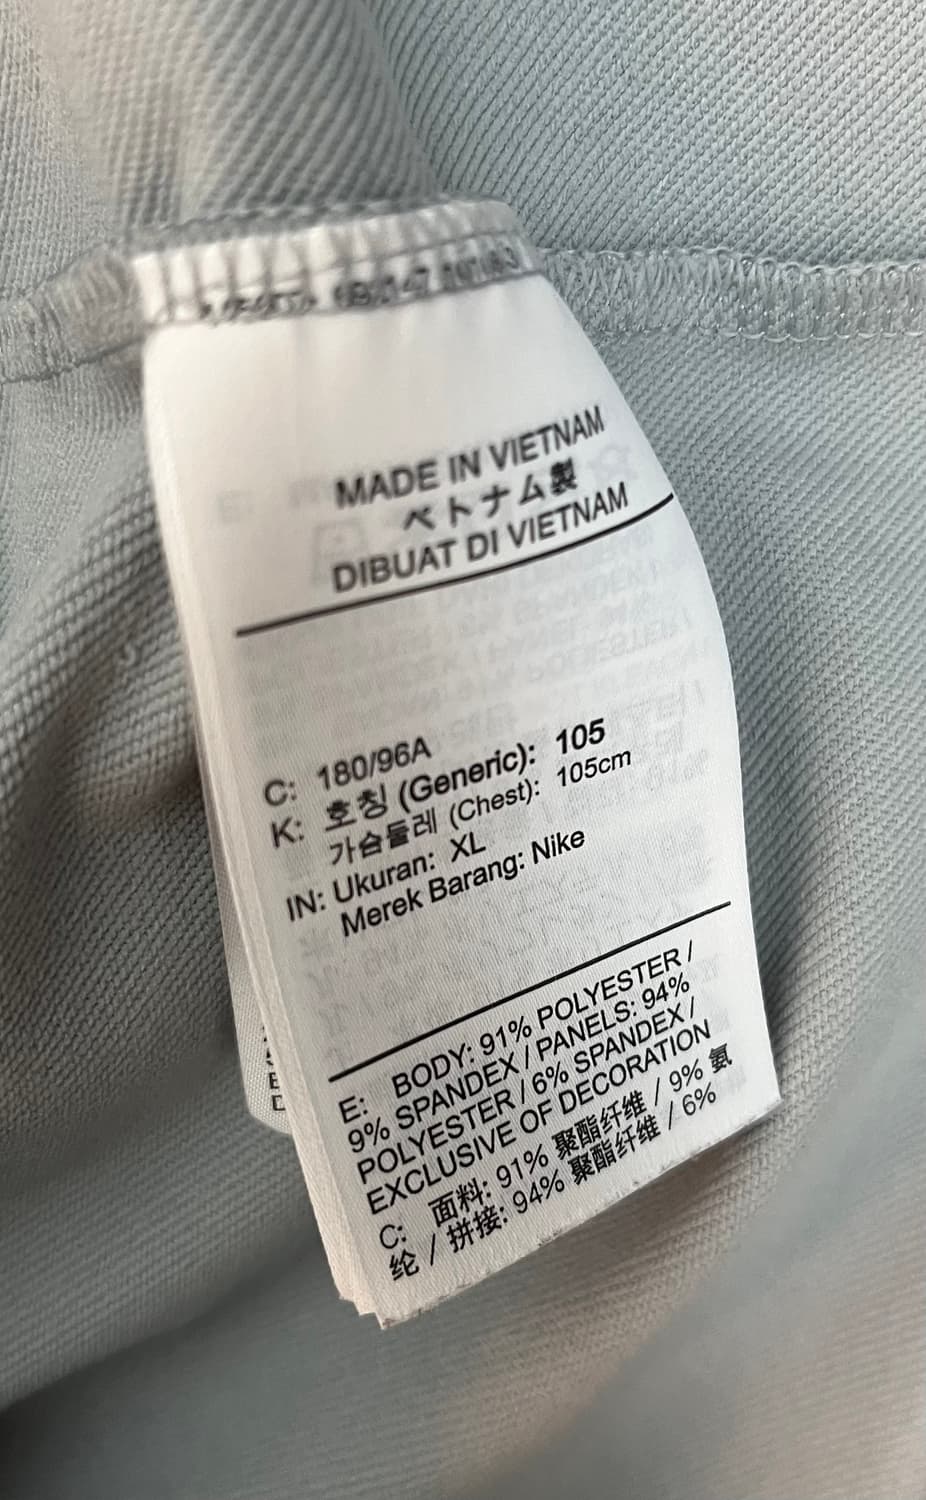 MADE IN VIETNAM
ベトナム製
DIBUAT DI VIETNAM
C: 180/96A
K: 호칭 (Generic): 105
가슴둘레 (Chest): 105cm
IN: Ukuran: XL
Merek Barang: Nike
E: BODY: 91% POLYESTER /
9% SPANDEX / PANELS: 94%
POLYESTER / 6% SPANDEX /
EXCLUSIVE OF DECORATION
C: 面料: 91% 聚酯纤维 / 9% 氨
纶 / 拼接: 94% 聚酯纤维 / 6%